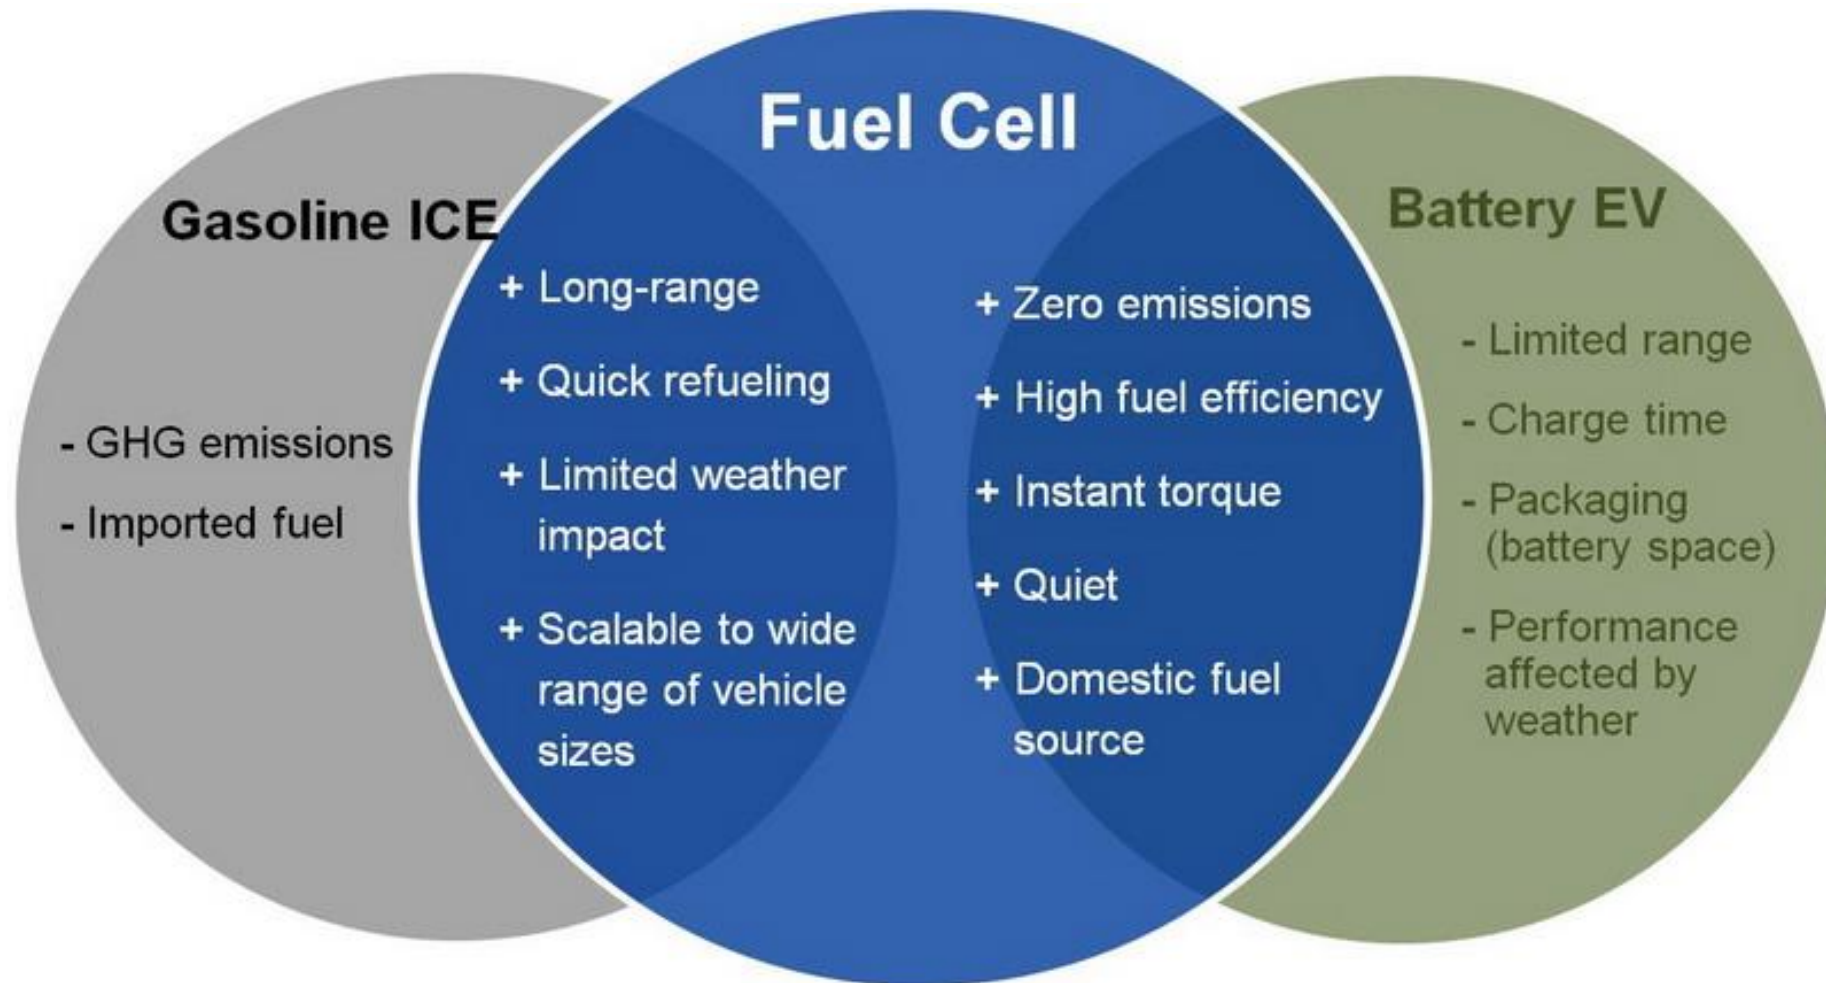 Fuel Cell
Gasoline ICE
- GHG emissions
- Imported fuel
+ Long-range
+ Quick refueling
+ Limited weather
impact
+ Scalable to wide
range of vehicle
sizes
+ Zero emissions
+ High fuel efficiency
+ Instant torque
+ Quiet
+ Domestic fuel
source
Battery EV
- Limited range
- Charge time
- Packaging
(battery space)
- Performance
affected by
weather